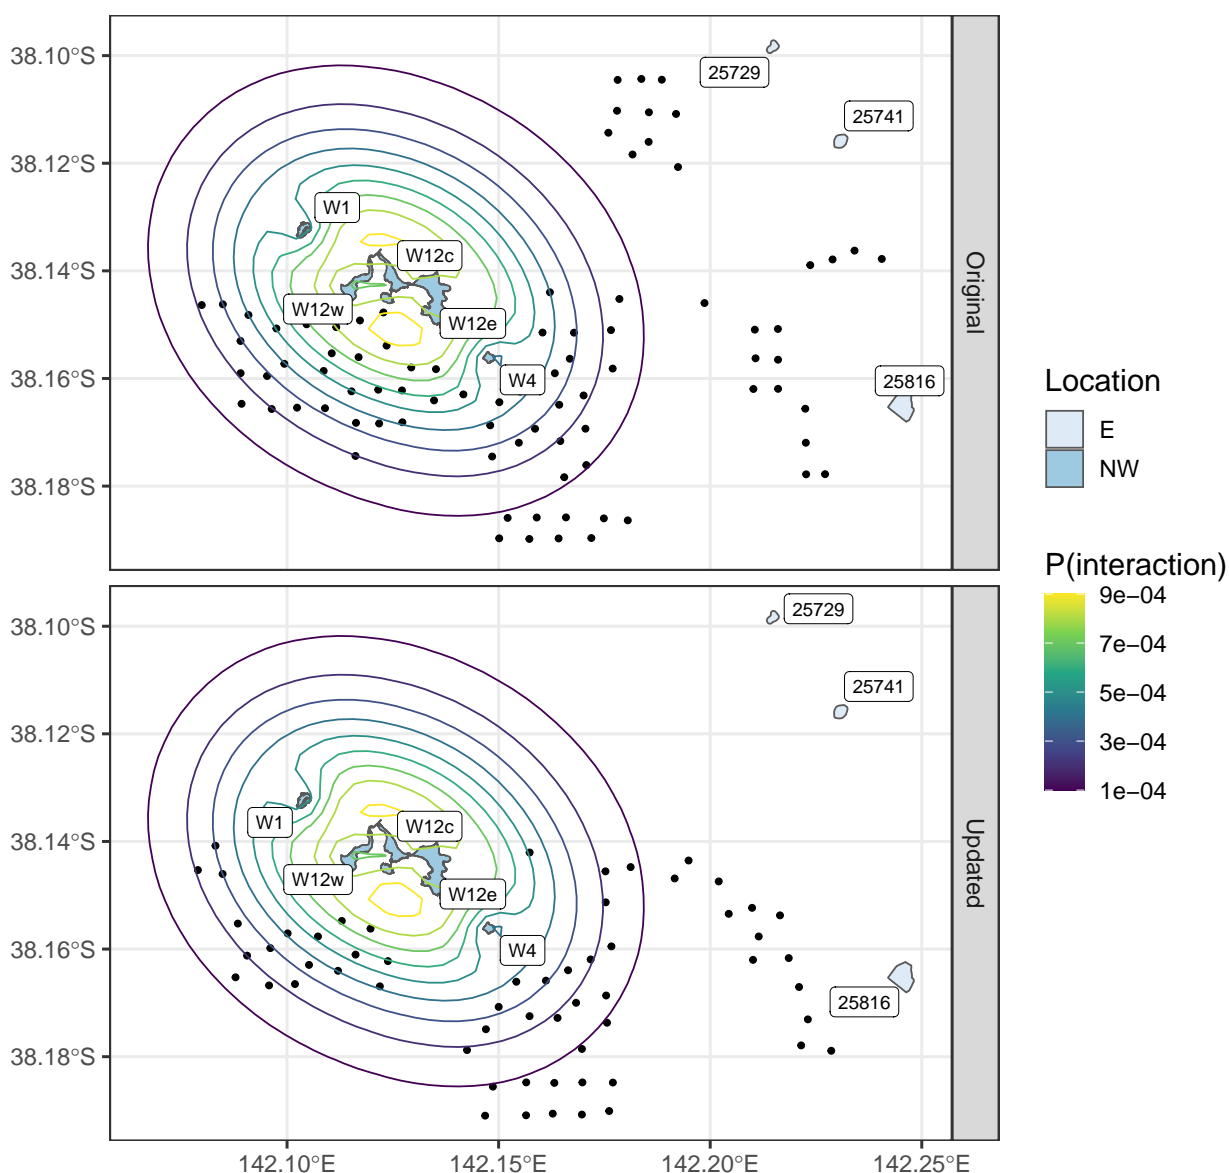 38.10°S
38.12°S
38.14°S
38.16°S
38.18°S
25729
25741
W1
W12c
W12w
W12e
W4
25816
Original
38.10°S
38.12°S
38.14°S
38.16°S
38.18°S
25729
25741
W1
W12c
W12w
W12e
W4
25816
Updated
142.10°E
142.15°E
142.20°E
142.25°E
Location
E
NW
P(interaction)
9e−04
7e−04
5e−04
3e−04
1e−04